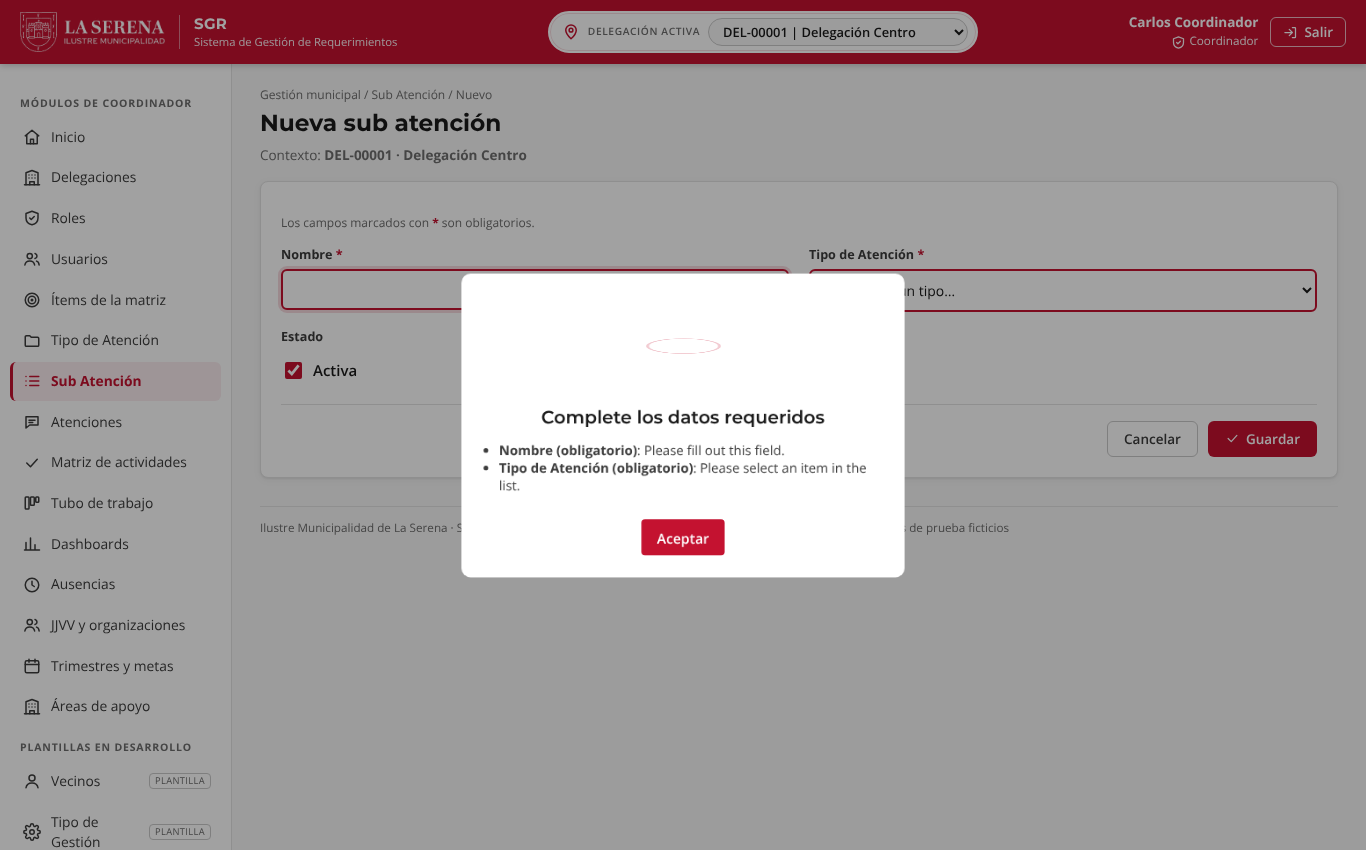 LA SERENA
ILUSTRE MUNICIPALIDAD
SGR
Sistema de Gestión de Requerimientos
DELEGACIÓN ACTIVA
DEL-00001 | Delegación Centro
Carlos Coordinador
Coordinador
Salir
MÓDULOS DE COORDINADOR
Inicio
Delegaciones
Roles
Usuarios
Ítems de la matriz
Tipo de Atención
Sub Atención
Atenciones
Matriz de actividades
Tubo de trabajo
Dashboards
Ausencias
JJVV y organizaciones
Trimestres y metas
Áreas de apoyo
PLANTILLAS EN DESARROLLO
Vecinos PLANTILLA
Tipo de
Gestión PLANTILLA
Gestión municipal / Sub Atención / Nuevo
Nueva sub atención
Contexto: DEL-00001 · Delegación Centro
Los campos marcados con * son obligatorios.
Nombre *
Tipo de Atención *
tipo...
Estado
Activa
Cancelar
Guardar
Complete los datos requeridos
Nombre (obligatorio): Please fill out this field.
Tipo de Atención (obligatorio): Please select an item in the
list.
Aceptar
Ilustre Municipalidad de La Serena ·
de prueba ficticios